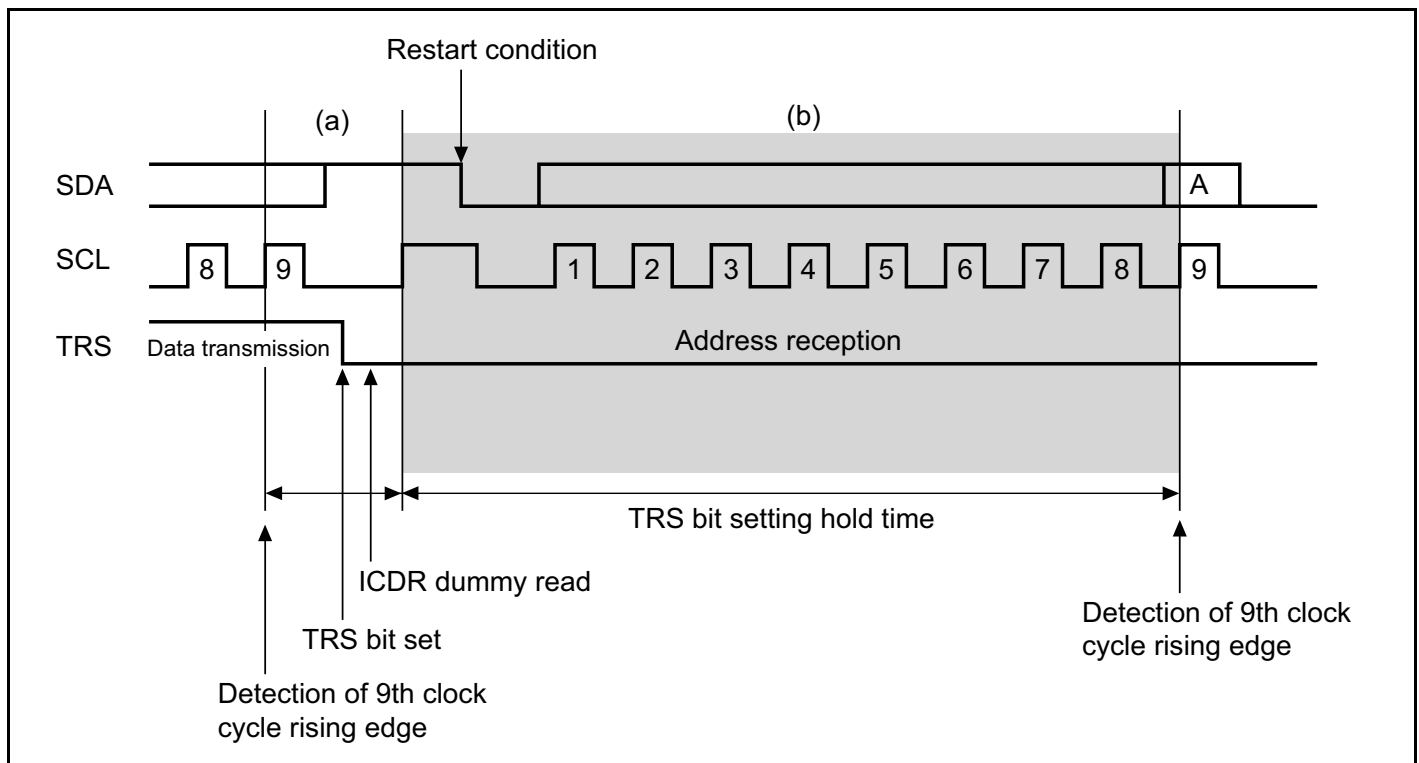 Restart condition
(a)
(b)
SDA
A
SCL
8
9
1
2
3
4
5
6
7
8
9
TRS
Data transmission
Address reception
TRS bit setting hold time
ICDR dummy read
TRS bit set
Detection of 9th clock
cycle rising edge
Detection of 9th clock
cycle rising edge